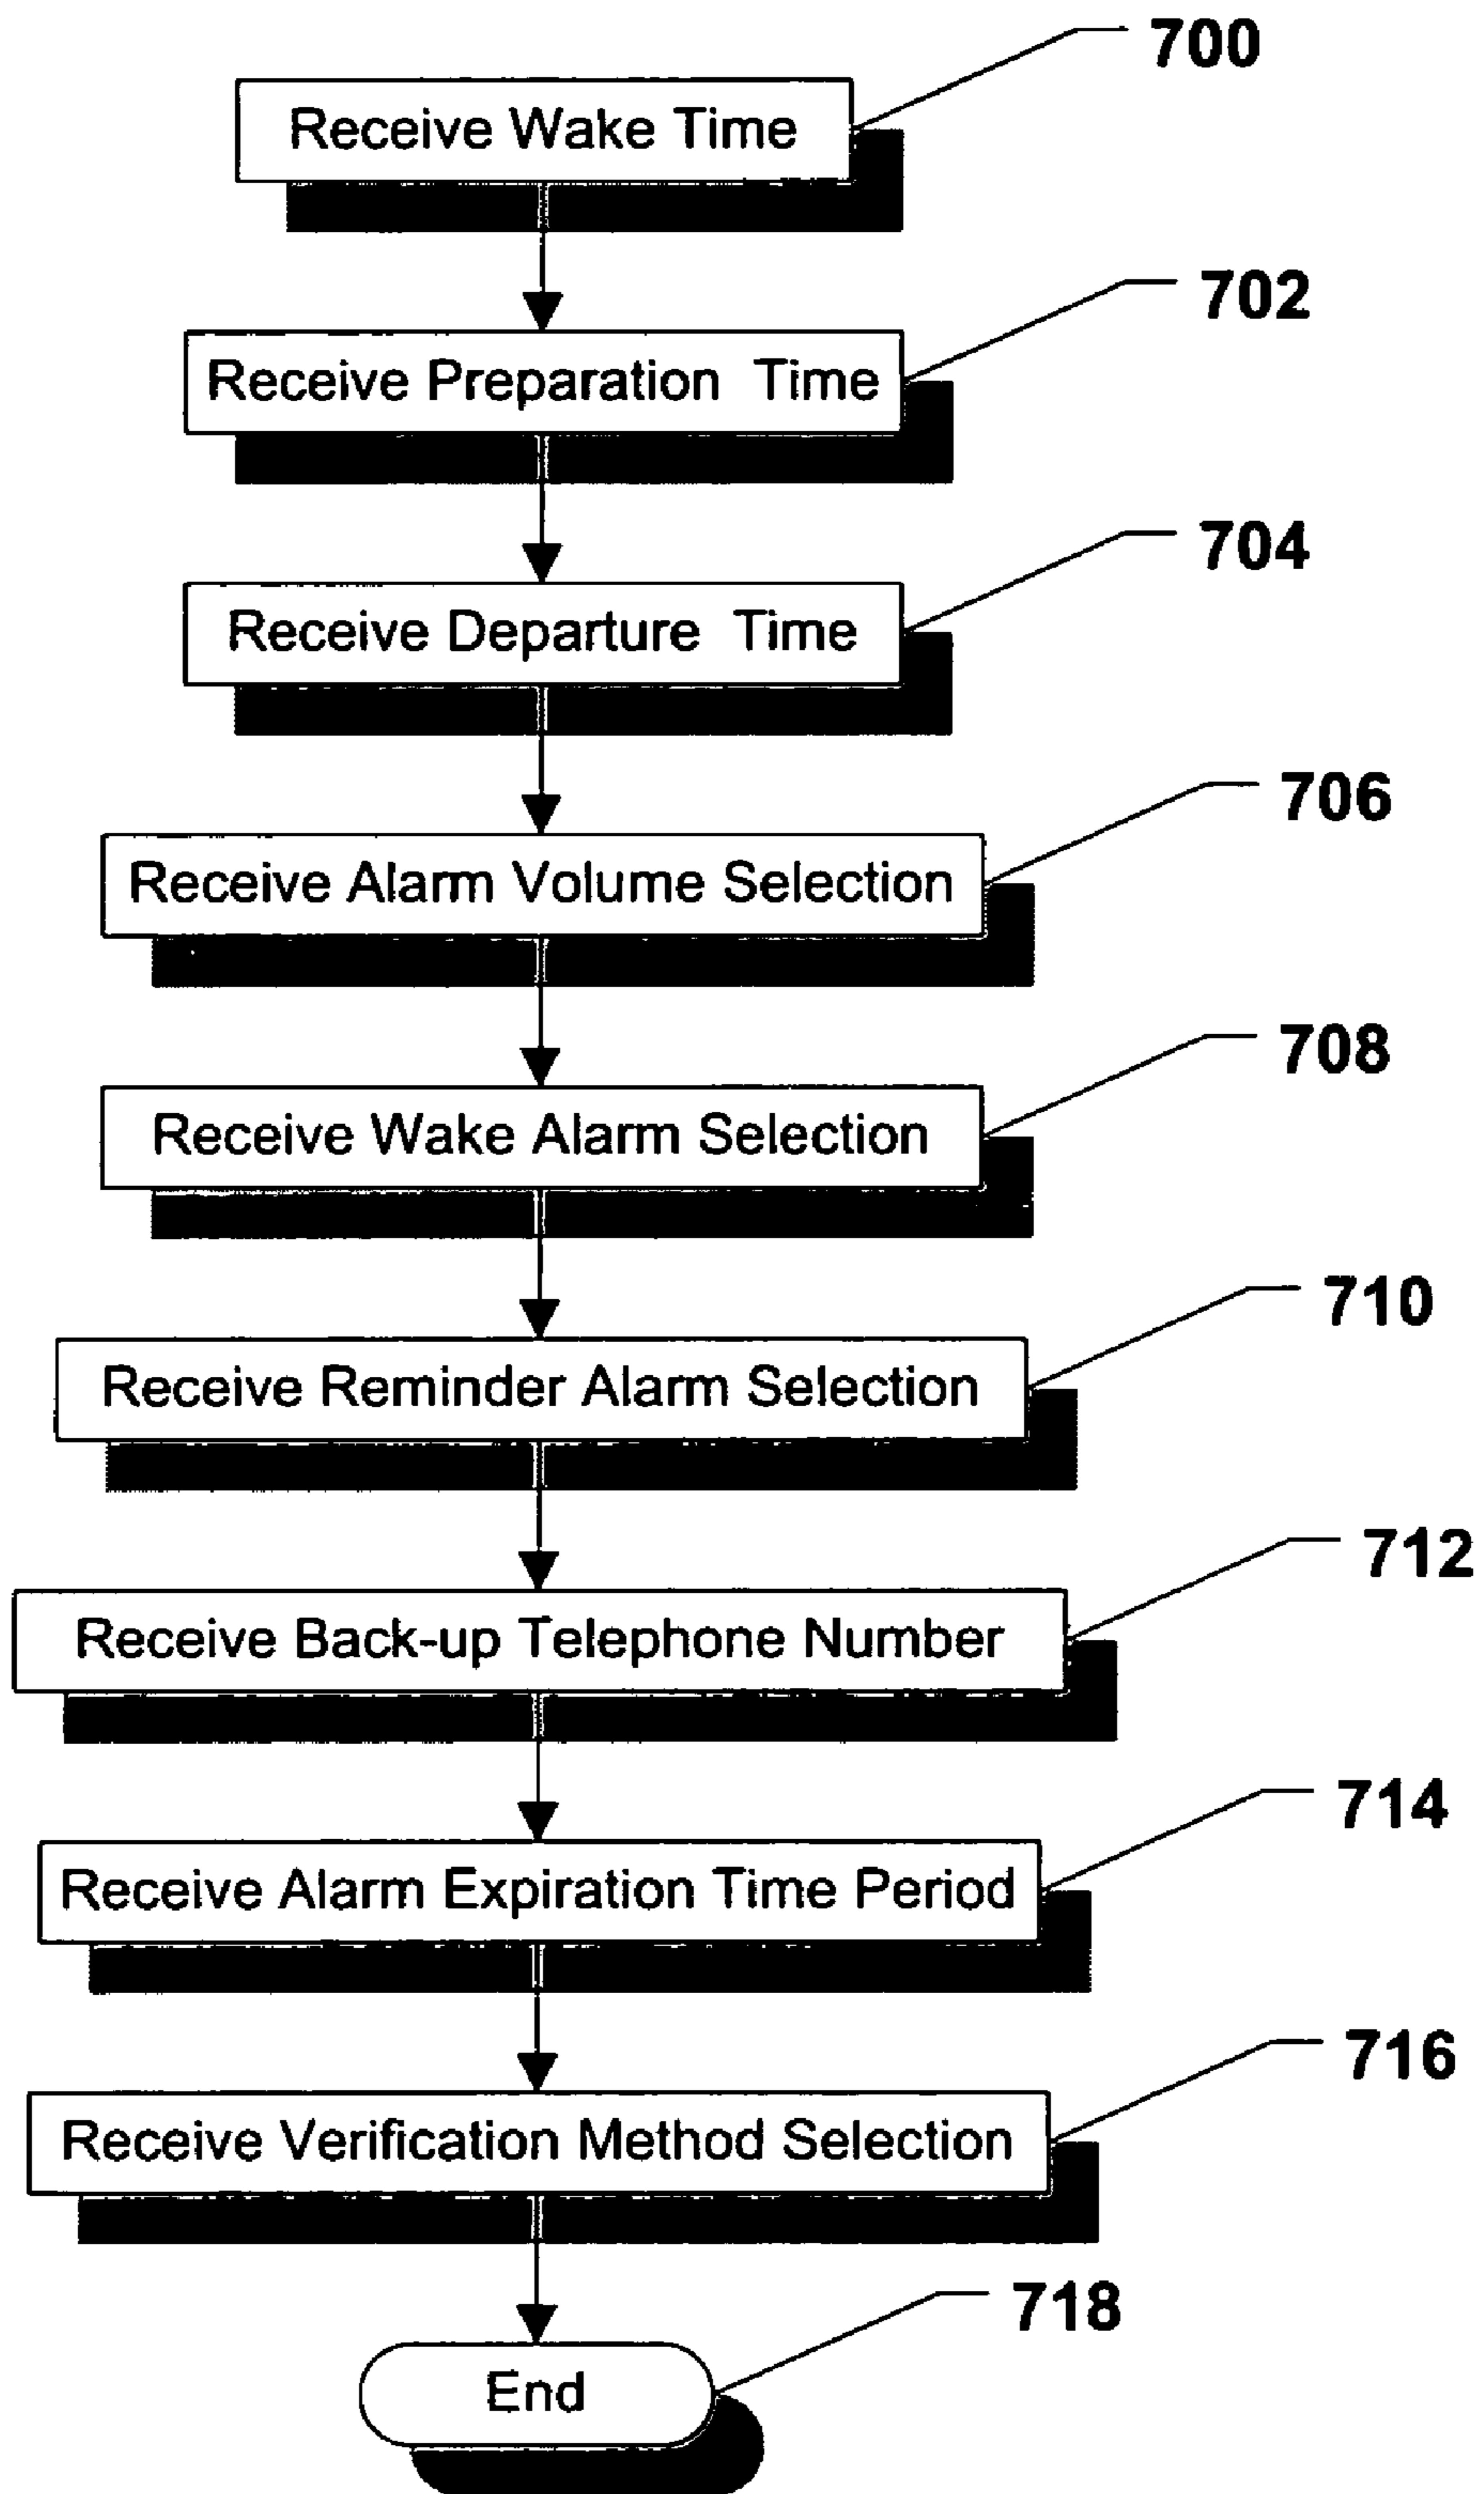 700
Receive Wake Time
702
Receive Preparation Time
704
Receive Departure Time
706
Receive Alarm Volume Selection
708
Receive Wake Alarm Selection
710
Receive Reminder Alarm Selection
712
Receive Back-up Telephone Number
714
Receive Alarm Expiration Time Period
716
Receive Verification Method Selection
718
End